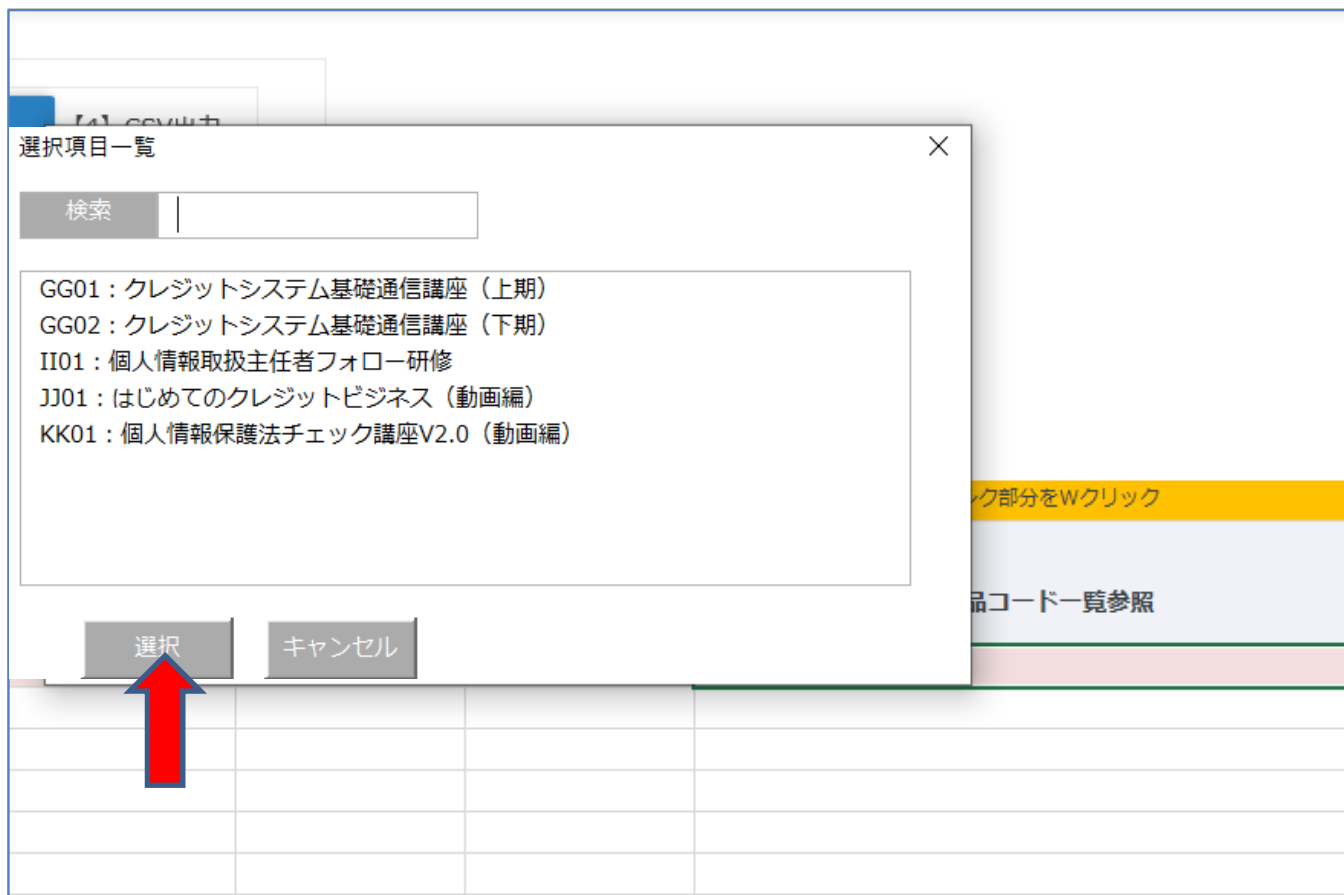 【4】CSV出力
選択項目一覧
検索
GG01：クレジットシステム基礎通信講座（上期）
GG02：クレジットシステム基礎通信講座（下期）
II01：個人情報取扱主任者フォロー研修
JJ01：はじめてのクレジットビジネス（動画編）
KK01：個人情報保護法チェック講座V2.0（動画編）
ク部分をWクリック
品コード一覧参照
選択
キャンセル